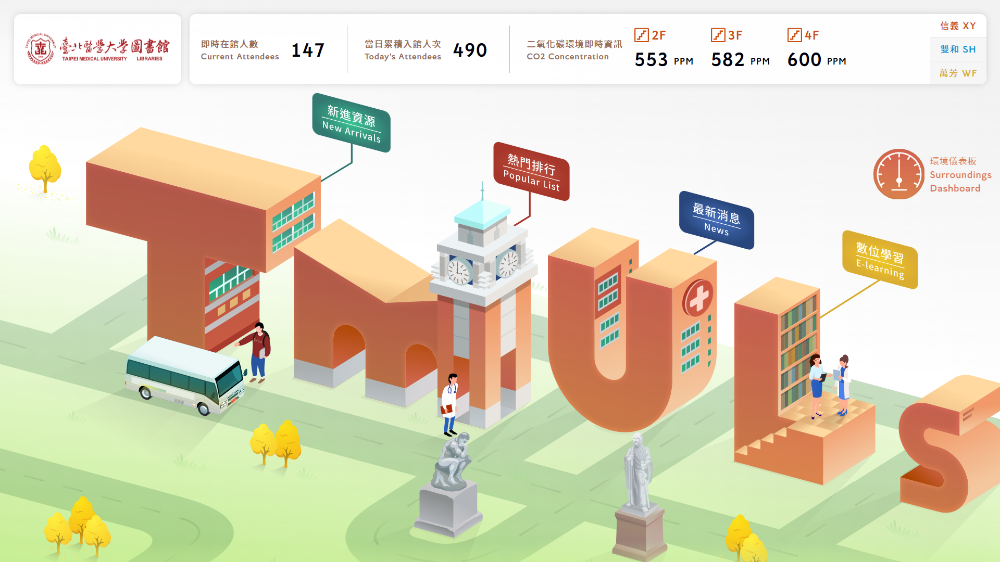 臺北醫學大學圖書館
TAIPEI MEDICAL UNIVERSITY LIBRARIES
即時在館人數
Current Attendees
147
當日累積入館人次
Today's Attendees
490
二氧化碳環境即時資訊
CO2 Concentration
2F
553 PPM
3F
582 PPM
4F
600 PPM
信義 XY
雙和 SH
萬芳 WF
新進資源
New Arrivals
熱門排行
Popular List
環境儀表板
Surroundings
Dashboard
最新消息
News
數位學習
E-learning
TMULS